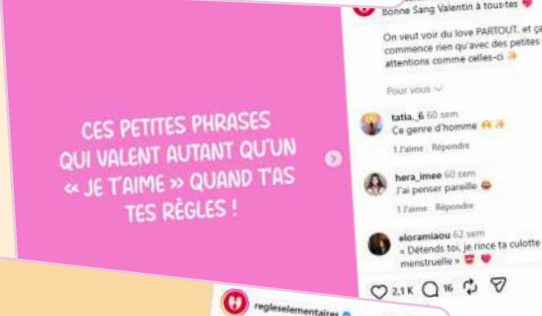 CES PETITES PHRASES
QUI VALENT AUTANT QU'UN
« JE T'AIME » QUAND T'AS
TES RÈGLES !
Bonne Sang Valentin à tous·tes
On veut voir du love PARTOUT, et ça
commence rien qu'avec des petites
attentions comme celles-ci
Pour vous
tatia._6 60 sem
Ce genre d'homme
1 J'aime Répondre
hera_imee 60 sem
J'ai penser pareille
1 J'aime Répondre
eloramiaou 62 sem
« Détends toi, je rince ta culotte
menstruelle »
2,1 K 16
regleselementaires